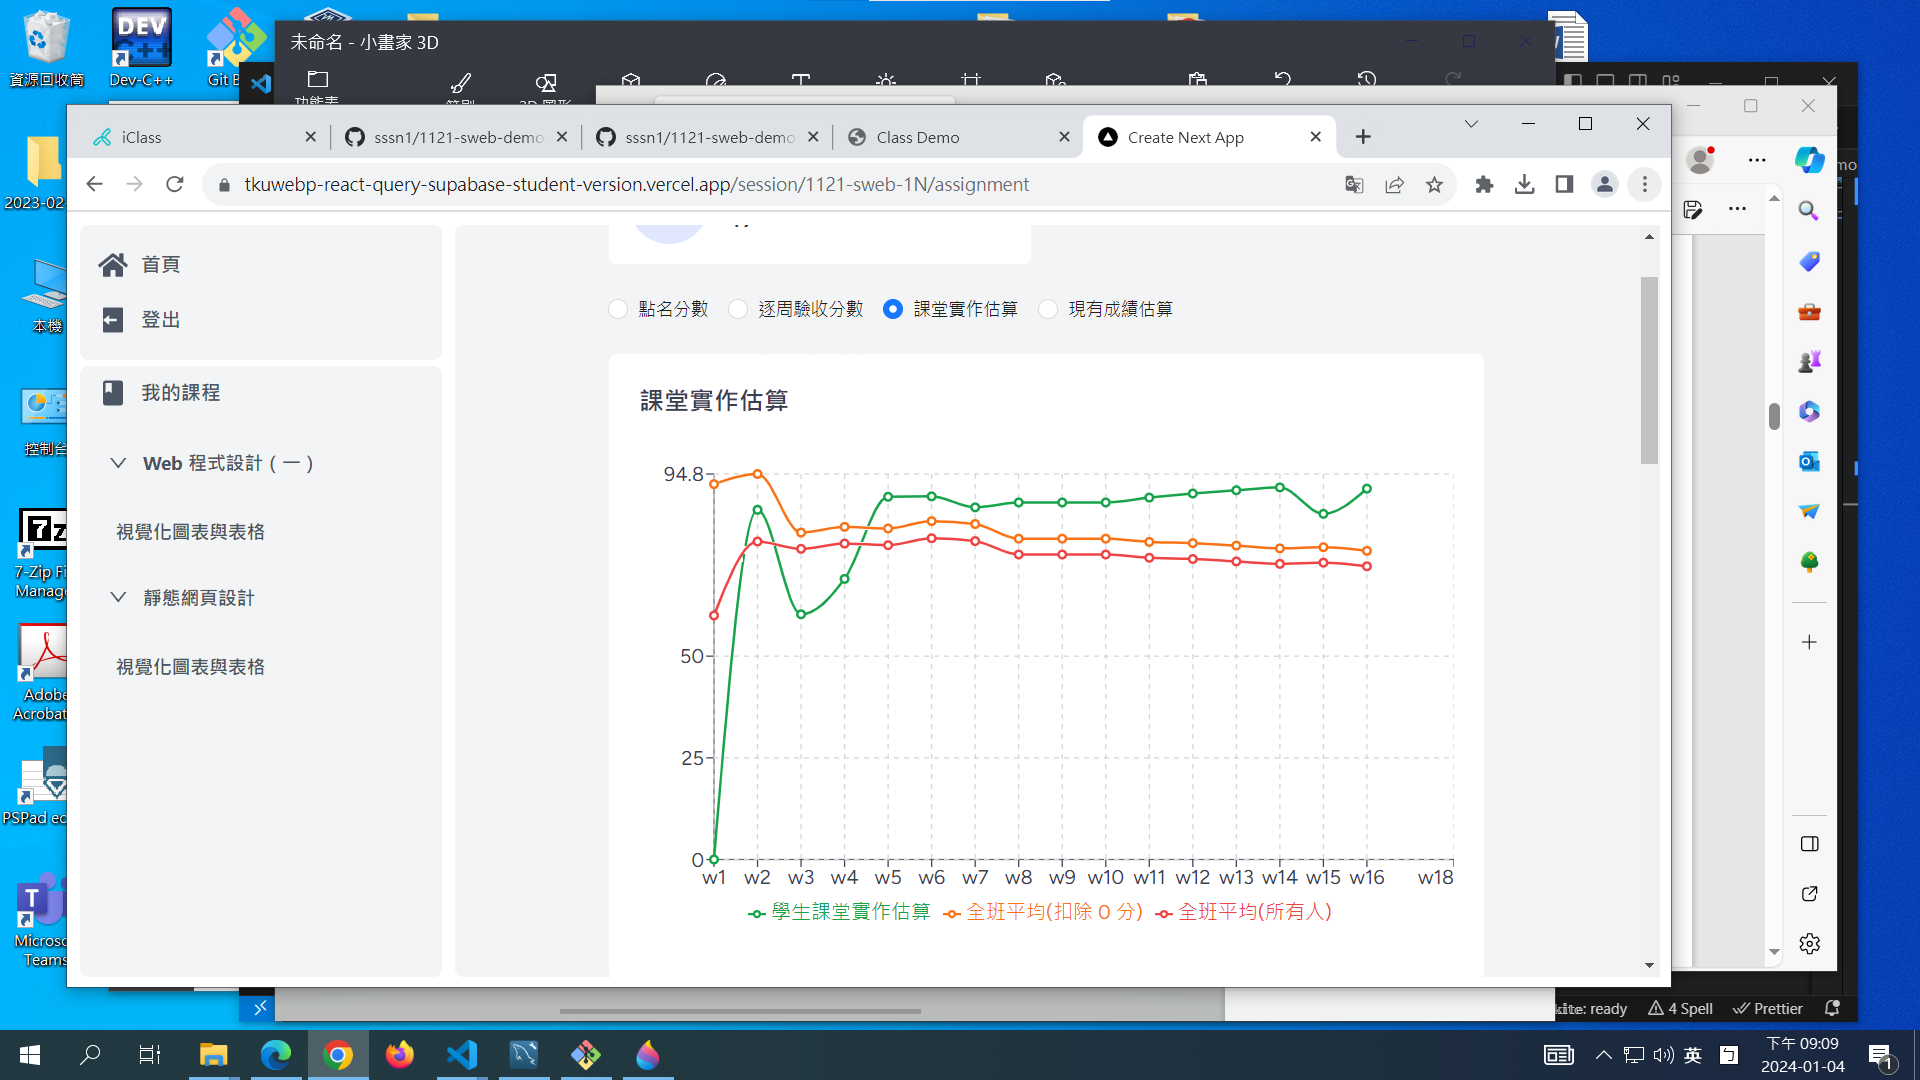 資源回收筒
Dev-C++
Git B
未命名 - 小畫家 3D
iClass
sssn1/1121-sweb-demo
sssn1/1121-sweb-demo
Class Demo
Create Next App
tkuwebp-react-query-supabase-student-version.vercel.app/session/1121-sweb-1N/assignment
2023-02-
本機
控制台
7-Zip Fi
Manag
Adobe
Acrobat
PSPad ec
Microso
Teams
首頁
登出
我的課程
Web 程式設計 ( 一 )
視覺化圖表與表格
靜態網頁設計
視覺化圖表與表格
點名分數
逐周驗收分數
課堂實作估算
現有成績估算
課堂實作估算
94.8
50
25
0
w1 w2 w3 w4 w5 w6 w7 w8 w9 w10 w11 w12 w13 w14 w15 w16 w18
學生課堂實作估算 全班平均(扣除 0 分) 全班平均(所有人)
kite: ready
4 Spell
Prettier
英
下午 09:09
2024-01-04
1